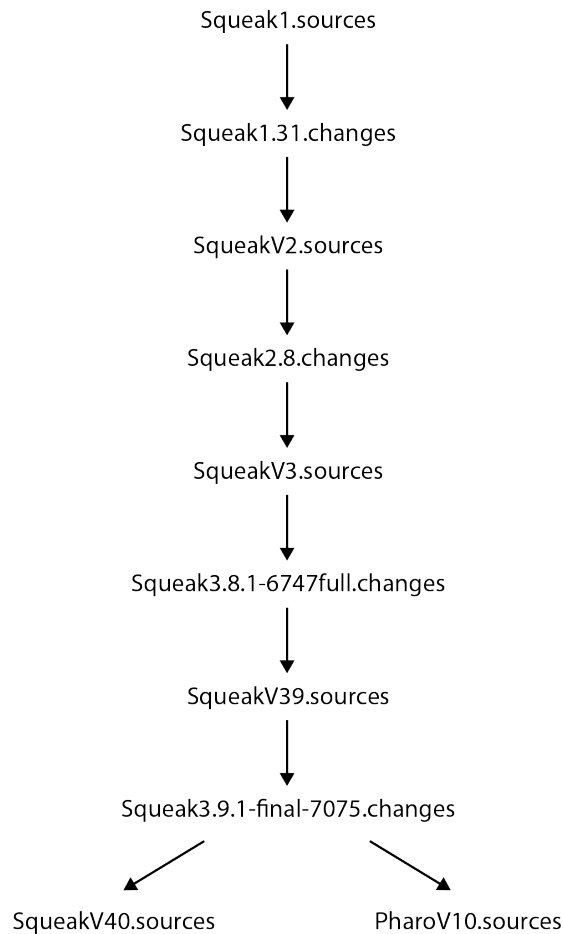 Squeak1.sources
Squeak1.31.changes
SqueakV2.sources
Squeak2.8.changes
SqueakV3.sources
Squeak3.8.1-6747full.changes
SqueakV39.sources
Squeak3.9.1-final-7075.changes
SqueakV40.sources
PharoV10.sources